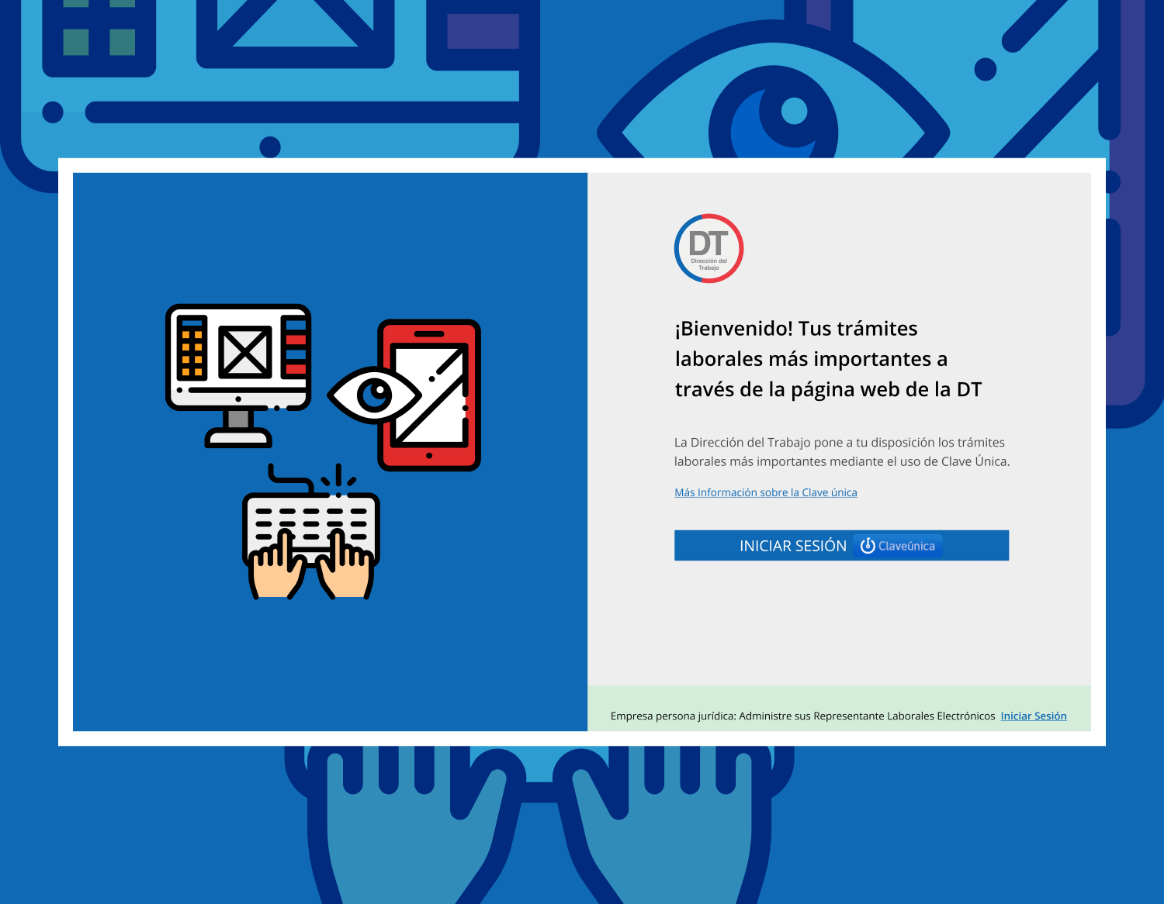 DT
Dirección del
Trabajo
¡Bienvenido! Tus trámites
laborales más importantes a
través de la página web de la DT
La Dirección del Trabajo pone a tu disposición los trámites
laborales más importantes mediante el uso de Clave Única.
Más Información sobre la Clave única
INICIAR SESIÓN Claveúnica
Empresa persona jurídica: Administre sus Representante Laborales Electrónicos Iniciar Sesión